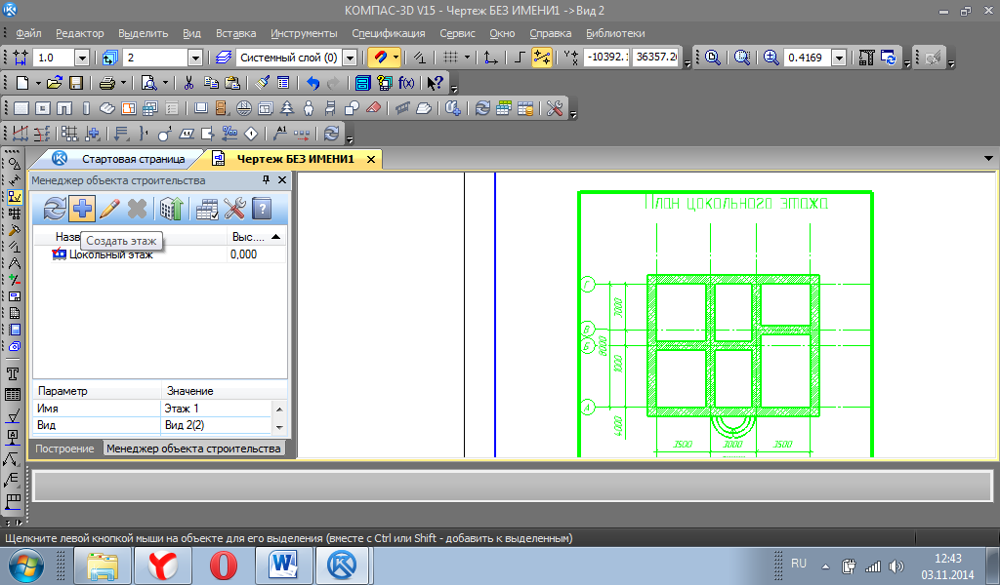 КОМПАС-3D V15 - Чертеж БЕЗ ИМЕНИ1 ->Вид 2
Файл Редактор Выделить Вид Вставка Инструменты Спецификация Сервис Окно Справка Библиотеки
1.0 2 Системный слой (0) -10392.1 36357.20 0.4169
f(x)
Стартовая страница Чертеж БЕЗ ИМЕНИ1
Менеджер объекта строительства
Назв Выс....
Создать этаж
Цокольный этаж 0,000
Параметр Значение
Имя Этаж 1
Вид Вид 2(2)
Построение Менеджер объекта строительства
План цокольного этажа
Г
3000
В
Б
8000
1000
А
4000
1500 1000 1500
Щелкните левой кнопкой мыши на объекте для его выделения (вместе с Ctrl или Shift - добавить к выделенным)
RU
12:43
03.11.2014